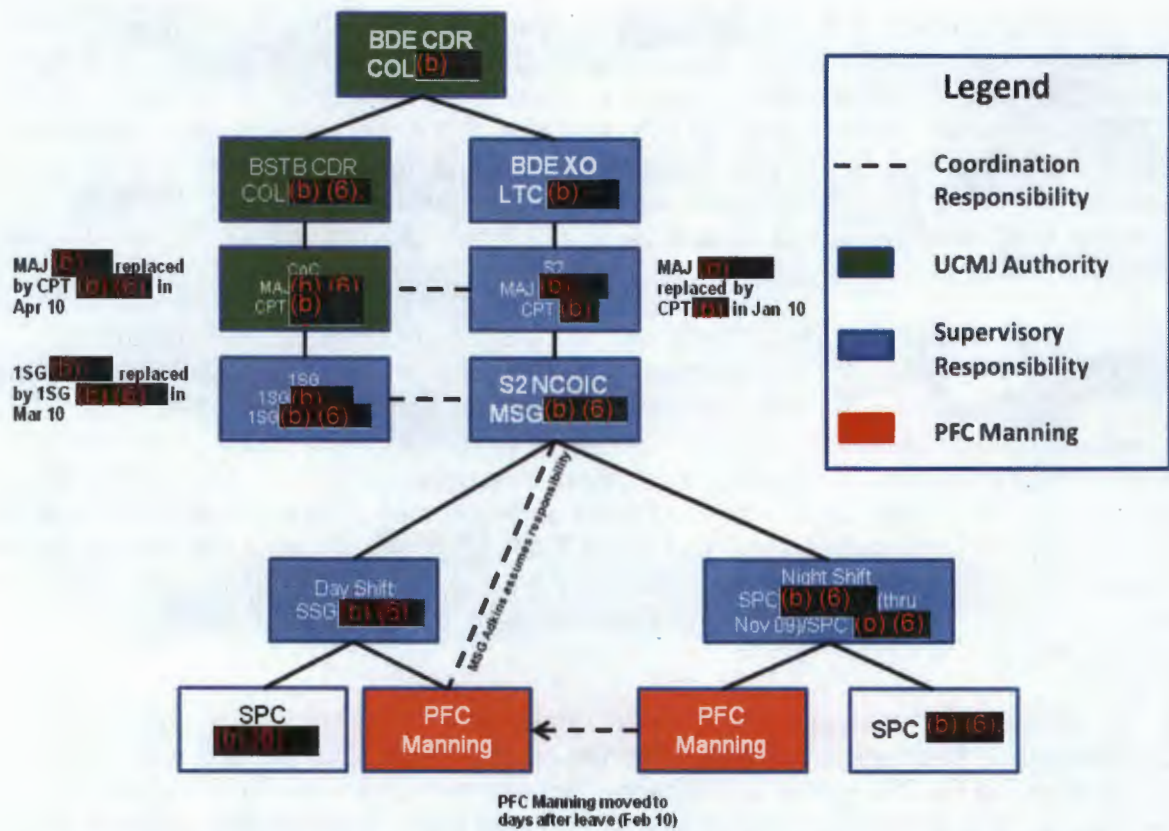 BDE CDR
COL (b)
BSTB CDR
COL (b) (6)
BDE XO
LTC (b)
MAJ (b) replaced
by CPT (b) (6) in
Apr 10
CoC
MAJ (b) (6)
CPT (b)
S2
MAJ (b)
CPT (b)
MAJ (b)
replaced by
CPT (b) in Jan 10
1SG (b) replaced
by 1SG (b) (6) in
Mar 10
1SG
1SG (b)
1SG (b) (6)
S2 NCOIC
MSG (b) (6)
Legend
Coordination
Responsibility
UCMJ Authority
Supervisory
Responsibility
PFC Manning
MSG Adkins assumes responsibility
Day Shift
SSG (b) (6)
Night Shift
SPC (b) (6) (thru
Nov 09)/SPC (b) (6)
SPC
(b) (6)
PFC
Manning
PFC
Manning
SPC (b) (6)
PFC Manning moved to
days after leave (Feb 10)